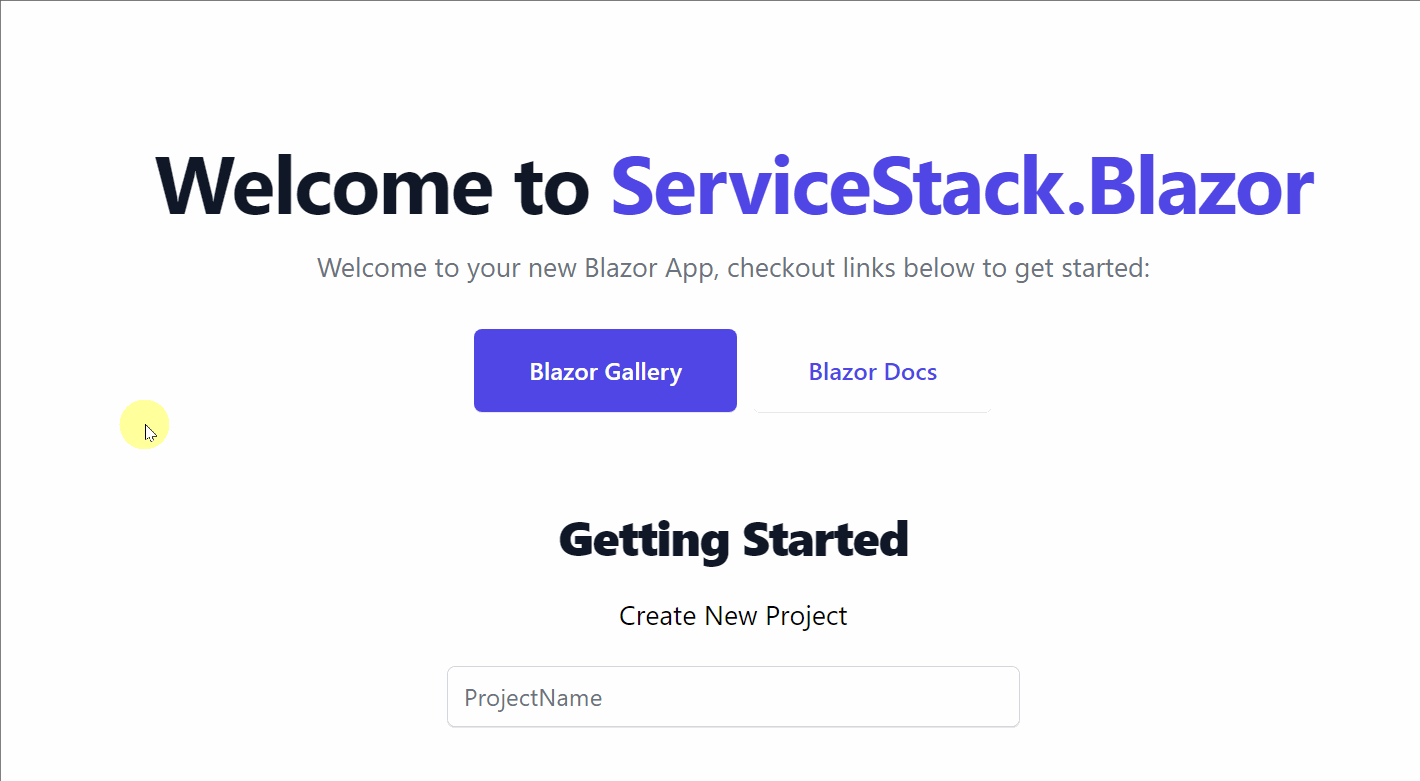 Welcome to ServiceStack.Blazor
Welcome to your new Blazor App, checkout links below to get started:
Blazor Gallery
Blazor Docs
Getting Started
Create New Project
ProjectName